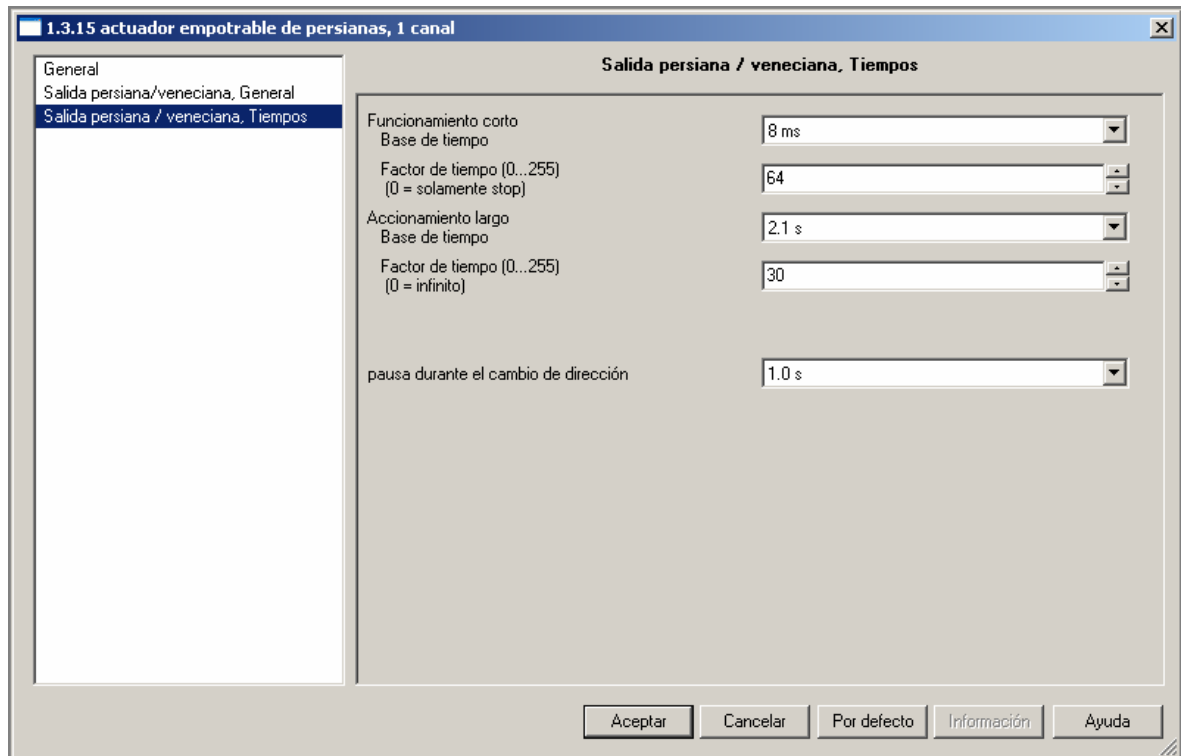 1.3.15 actuador empotrable de persianas, 1 canal
General
Salida persiana/veneciana, General
Salida persiana / veneciana, Tiempos
Salida persiana / veneciana, Tiempos
Funcionamiento corto
Base de tiempo
8 ms
Factor de tiempo (0...255)
(0 = solamente stop)
64
Accionamiento largo
Base de tiempo
2.1 s
Factor de tiempo (0...255)
(0 = infinito)
30
pausa durante el cambio de dirección
1.0 s
Aceptar
Cancelar
Por defecto
Información
Ayuda